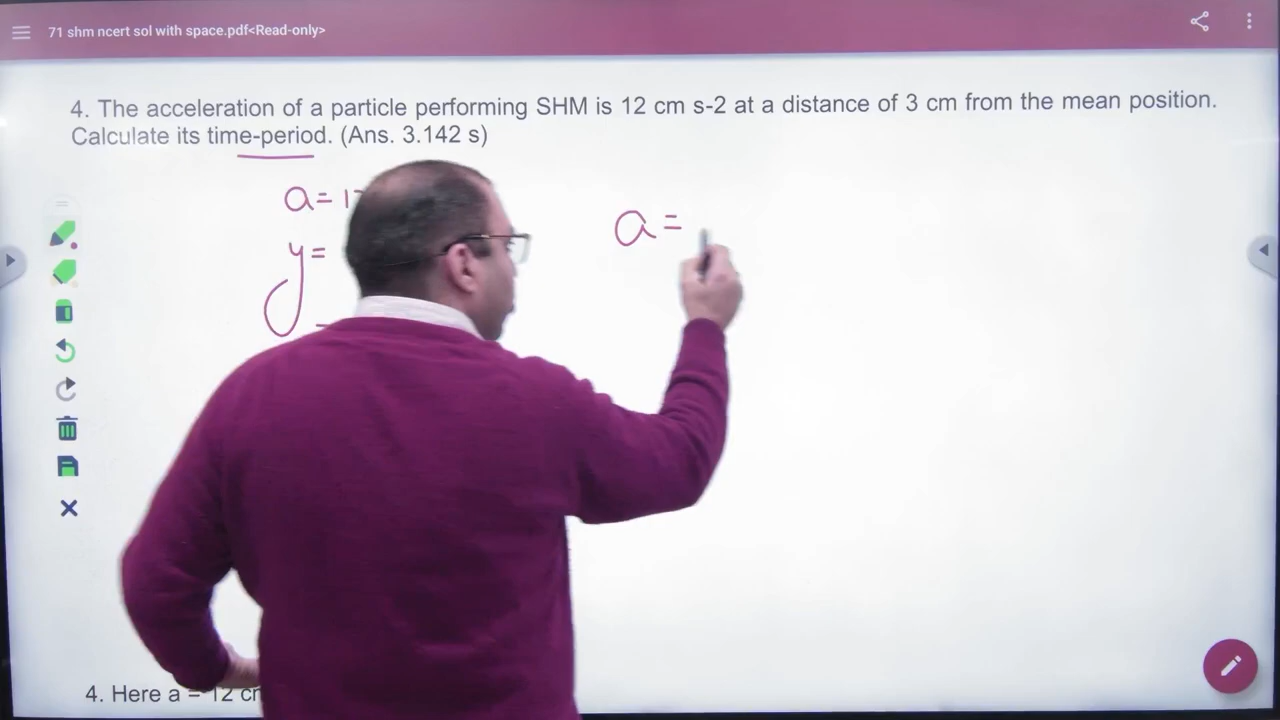 71 shm ncert sol with space.pdf<Read-only>
4. The acceleration of a particle performing SHM is 12 cm s-2 at a distance of 3 cm from the mean position.
Calculate its time-period. (Ans. 3.142 s)
a = 1
a =
y =
4. Here a = 12